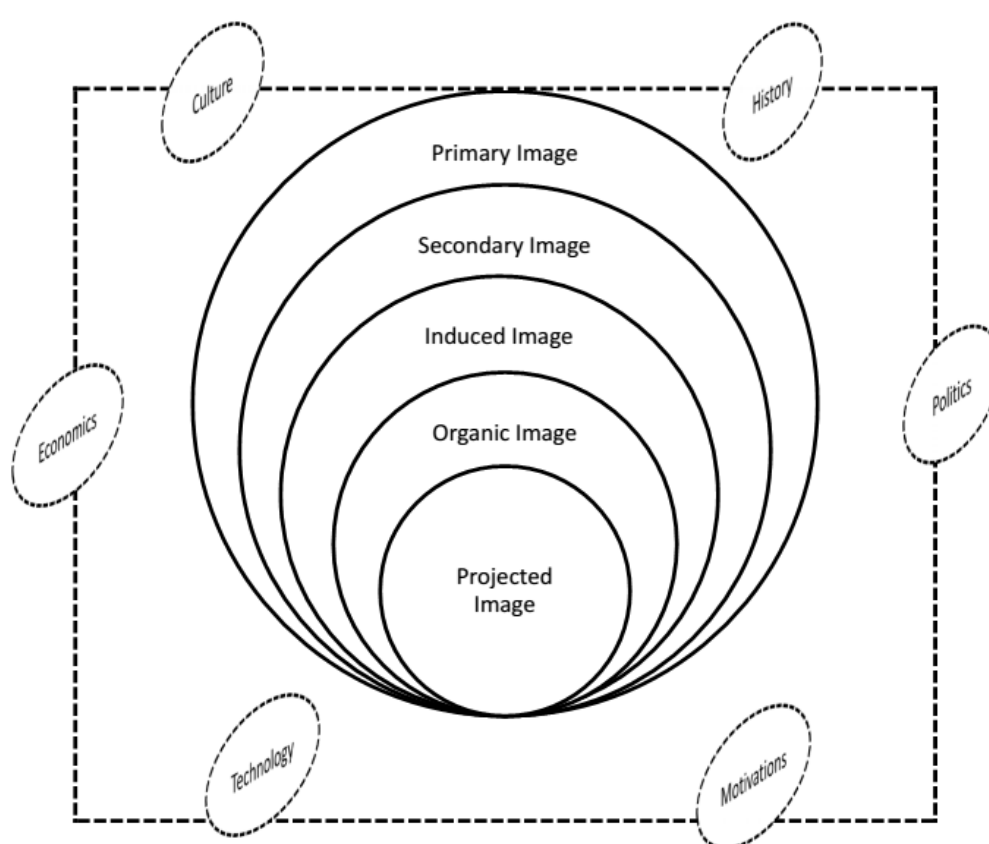 Culture
History
Primary Image
Secondary Image
Induced Image
Economics
Politics
Organic Image
Projected
Image
Technology
Motivations